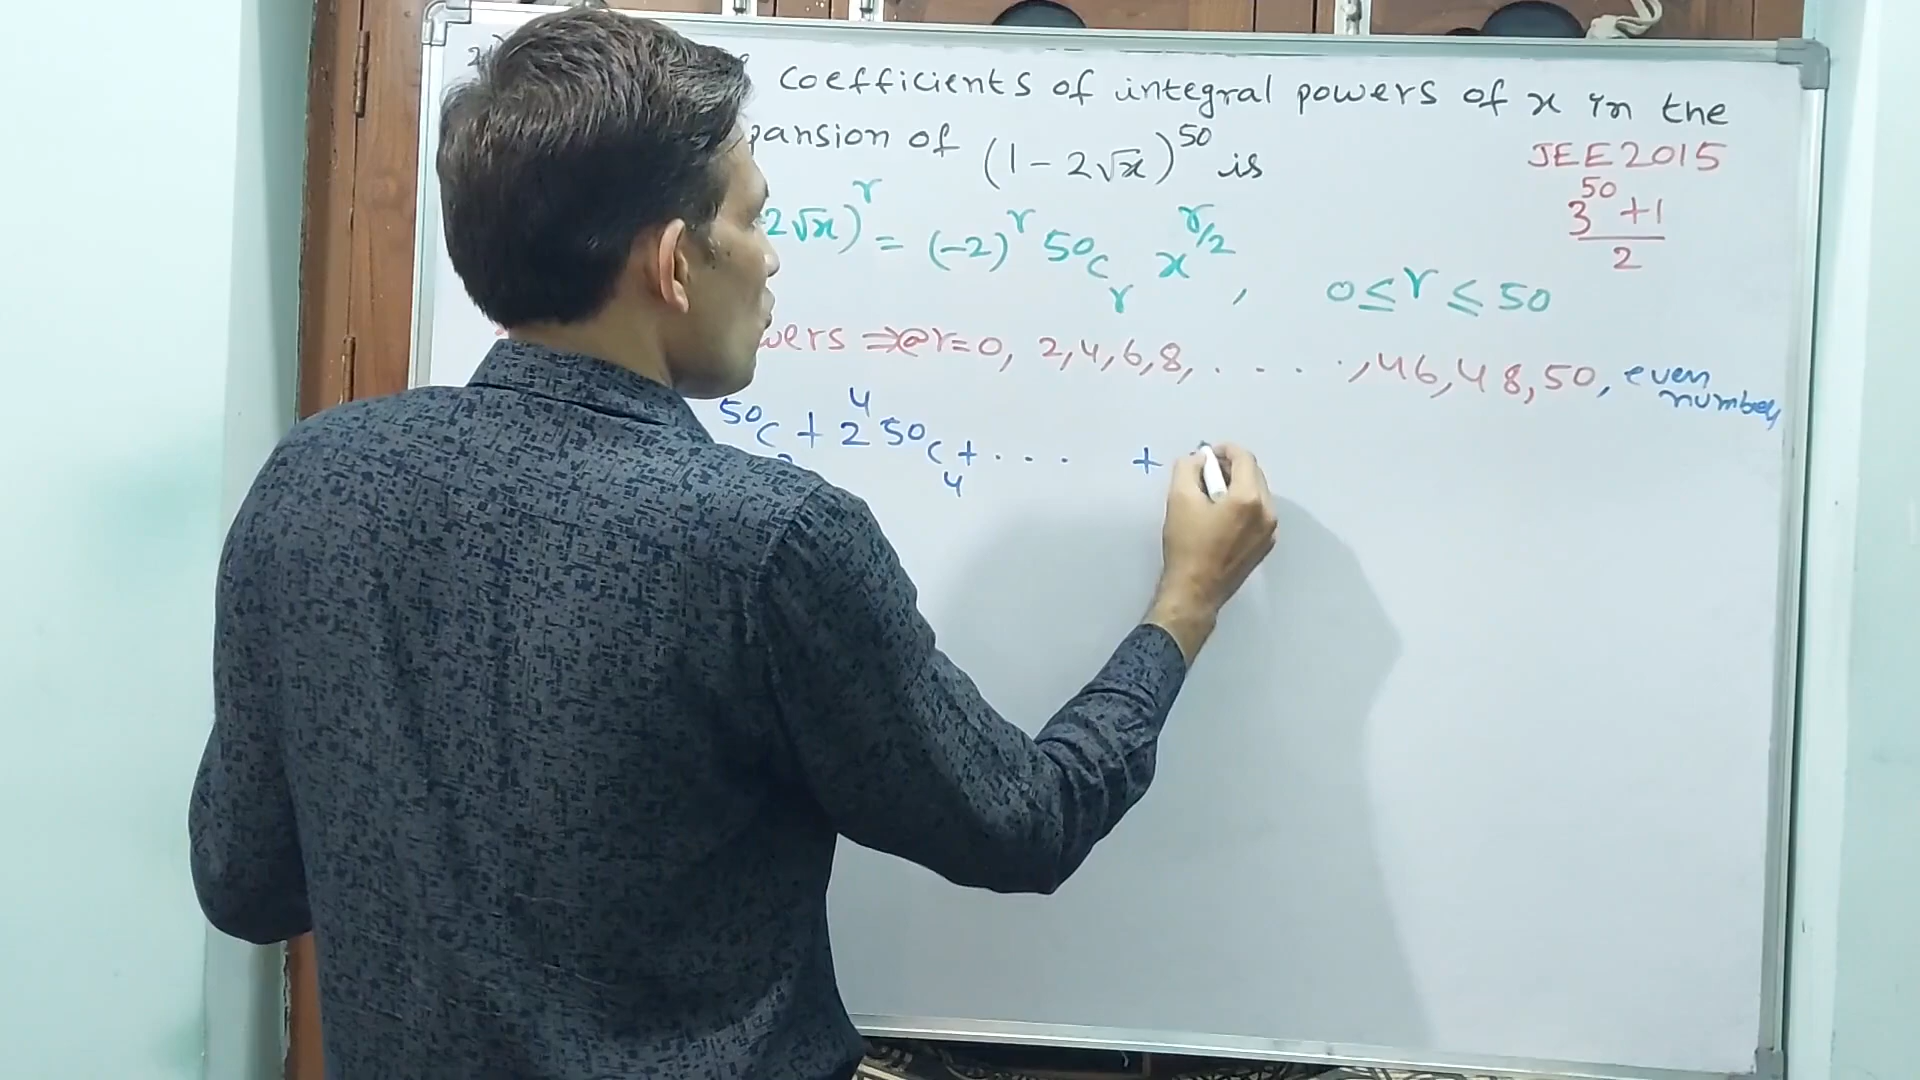 coefficients of integral powers of x in the
pansion of (1 - 2√x)^50 is
JEE2015
(3^50 + 1)/2
2√x)^r = (-2)^r 50C_r x^(r/2), 0 ≤ r ≤ 50
wers ⇒ @r=0, 2, 4, 6, 8, . . . . ., 46, 48, 50, even
number
50C + 2^4 50C_4 + . . . +